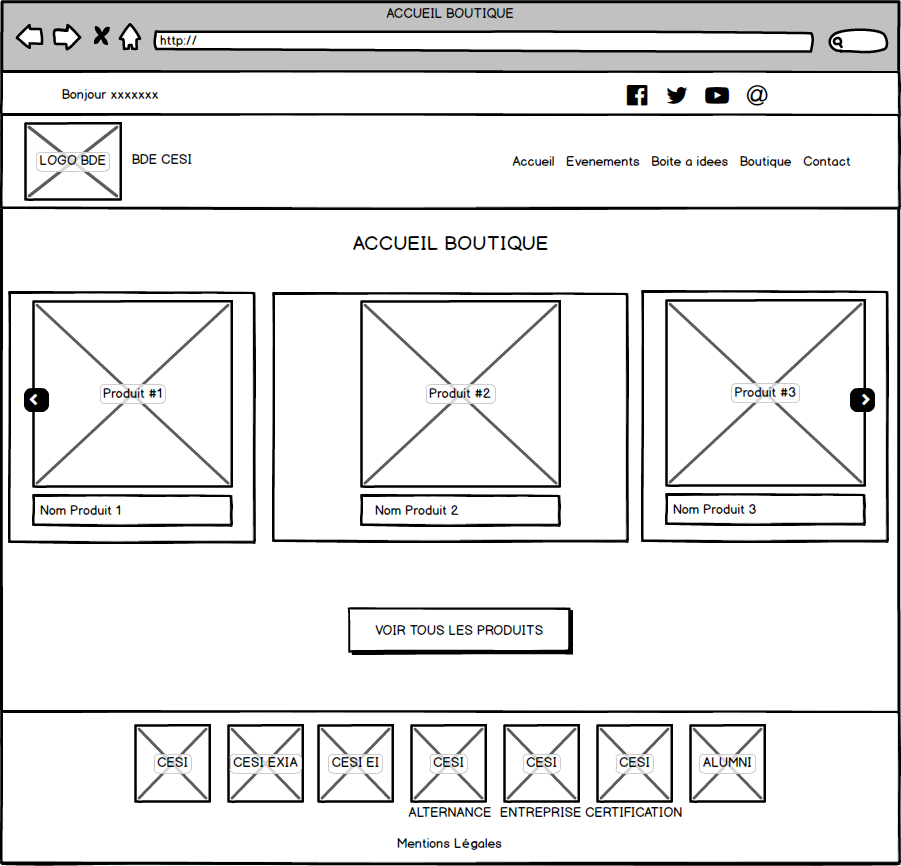 ACCUEIL BOUTIQUE
http://
Bonjour xxxxxxx
LOGO BDE
BDE CESI
Accueil Evenements Boite a idees Boutique Contact
ACCUEIL BOUTIQUE
Produit #1
Produit #2
Produit #3
Nom Produit 1
Nom Produit 2
Nom Produit 3
VOIR TOUS LES PRODUITS
CESI
CESI EXIA
CESI EI
CESI
CESI
CESI
ALUMNI
ALTERNANCE ENTREPRISE CERTIFICATION
Mentions Légales